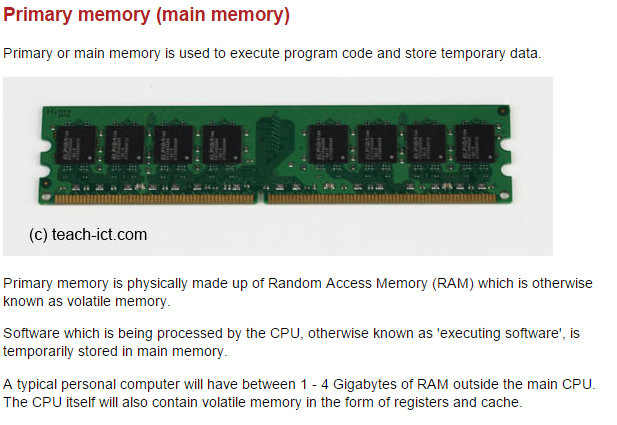 Primary memory (main memory)
Primary or main memory is used to execute program code and store temporary data.
(c) teach-ict.com
Primary memory is physically made up of Random Access Memory (RAM) which is otherwise
known as volatile memory.
Software which is being processed by the CPU, otherwise known as 'executing software', is
temporarily stored in main memory.
A typical personal computer will have between 1 - 4 Gigabytes of RAM outside the main CPU.
The CPU itself will also contain volatile memory in the form of registers and cache.